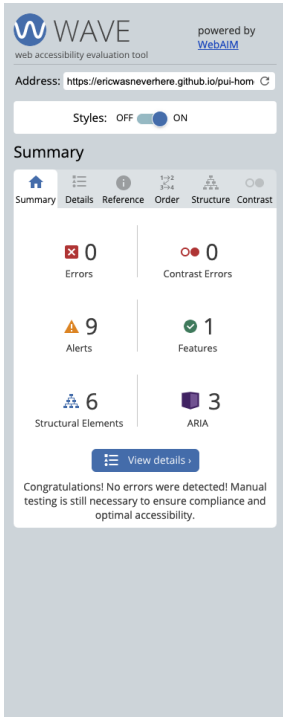 WAVE
web accessibility evaluation tool
powered by
WebAIM
Address: https://ericwasneverhere.github.io/pui-hom
Styles: OFF ON
Summary
Summary Details Reference Order Structure Contrast
0
Errors
0
Contrast Errors
9
Alerts
1
Features
6
Structural Elements
3
ARIA
View details ›
Congratulations! No errors were detected! Manual
testing is still necessary to ensure compliance and
optimal accessibility.